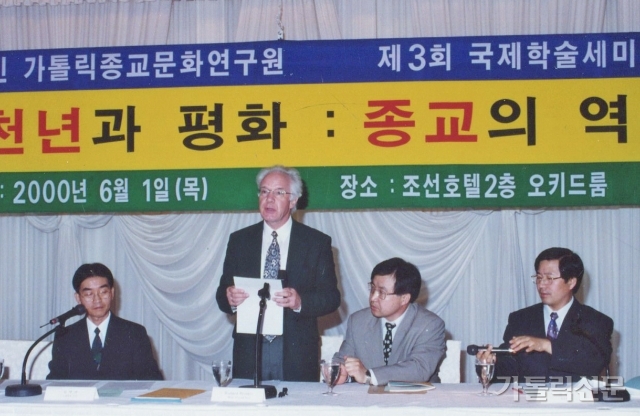 가톨릭종교문화연구원 제3회 국제학술세미
천년과 평화 : 종교의 역
: 2000년 6월 1일(목) 장소 : 조선호텔2층 오키드룸
가톨릭신문